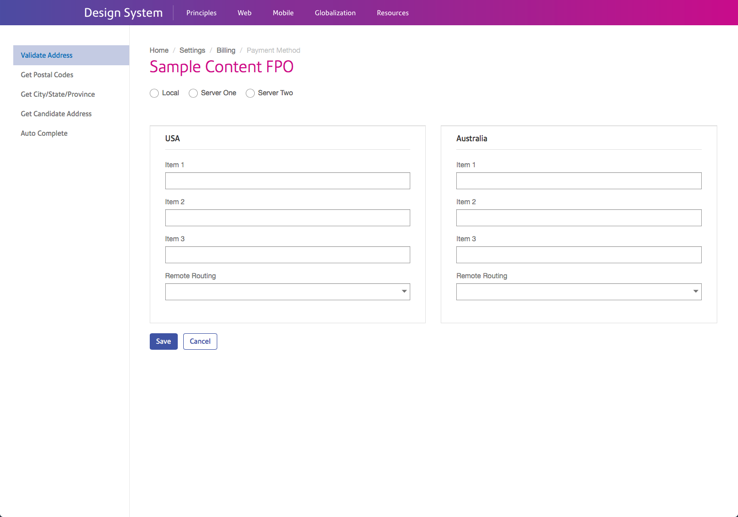 Design System Principles Web Mobile Globalization Resources
Validate Address
Get Postal Codes
Get City/State/Province
Get Candidate Address
Auto Complete
Home / Settings / Billing / Payment Method
Sample Content FPO
Local Server One Server Two
USA
Item 1
Item 2
Item 3
Remote Routing
Australia
Item 1
Item 2
Item 3
Remote Routing
Save Cancel